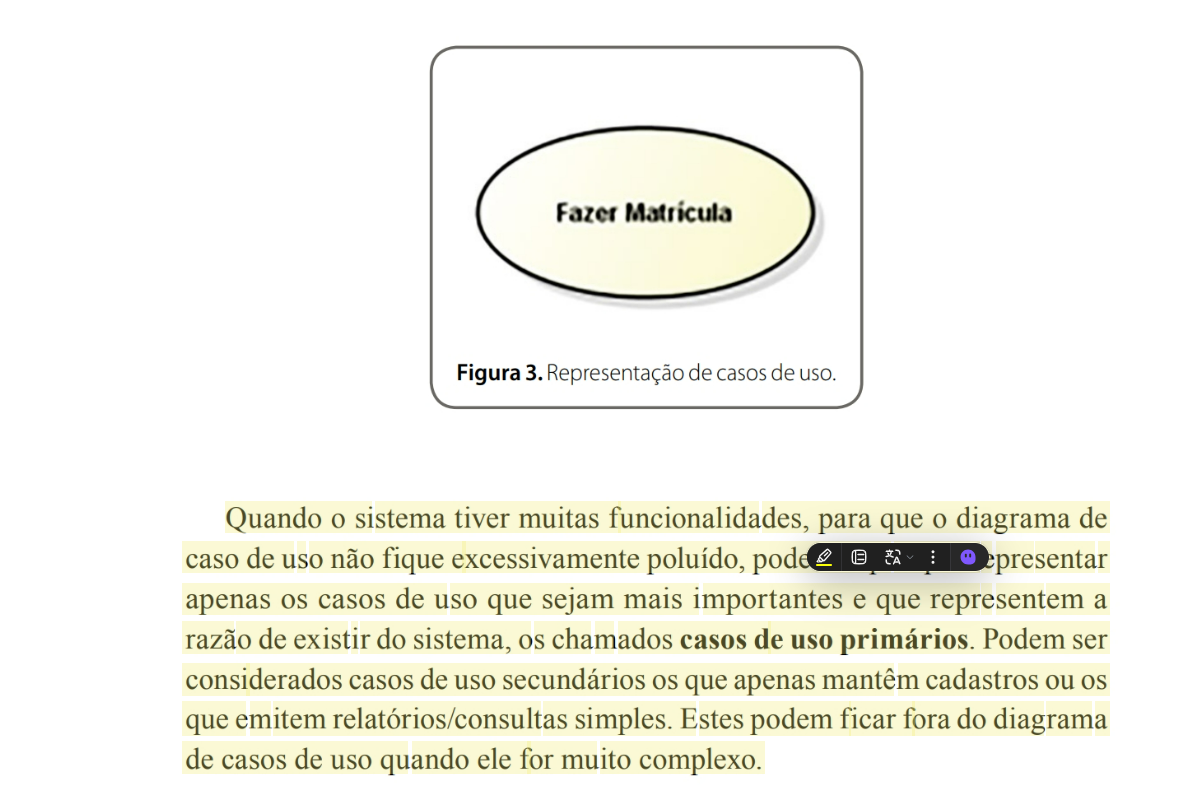 Fazer Matrícula
Figura 3. Representação de casos de uso.
Quando o sistema tiver muitas funcionalidades, para que o diagrama de
caso de uso não fique excessivamente poluído, pode epresentar
apenas os casos de uso que sejam mais importantes e que representem a
razão de existir do sistema, os chamados casos de uso primários. Podem ser
considerados casos de uso secundários os que apenas mantêm cadastros ou os
que emitem relatórios/consultas simples. Estes podem ficar fora do diagrama
de casos de uso quando ele for muito complexo.